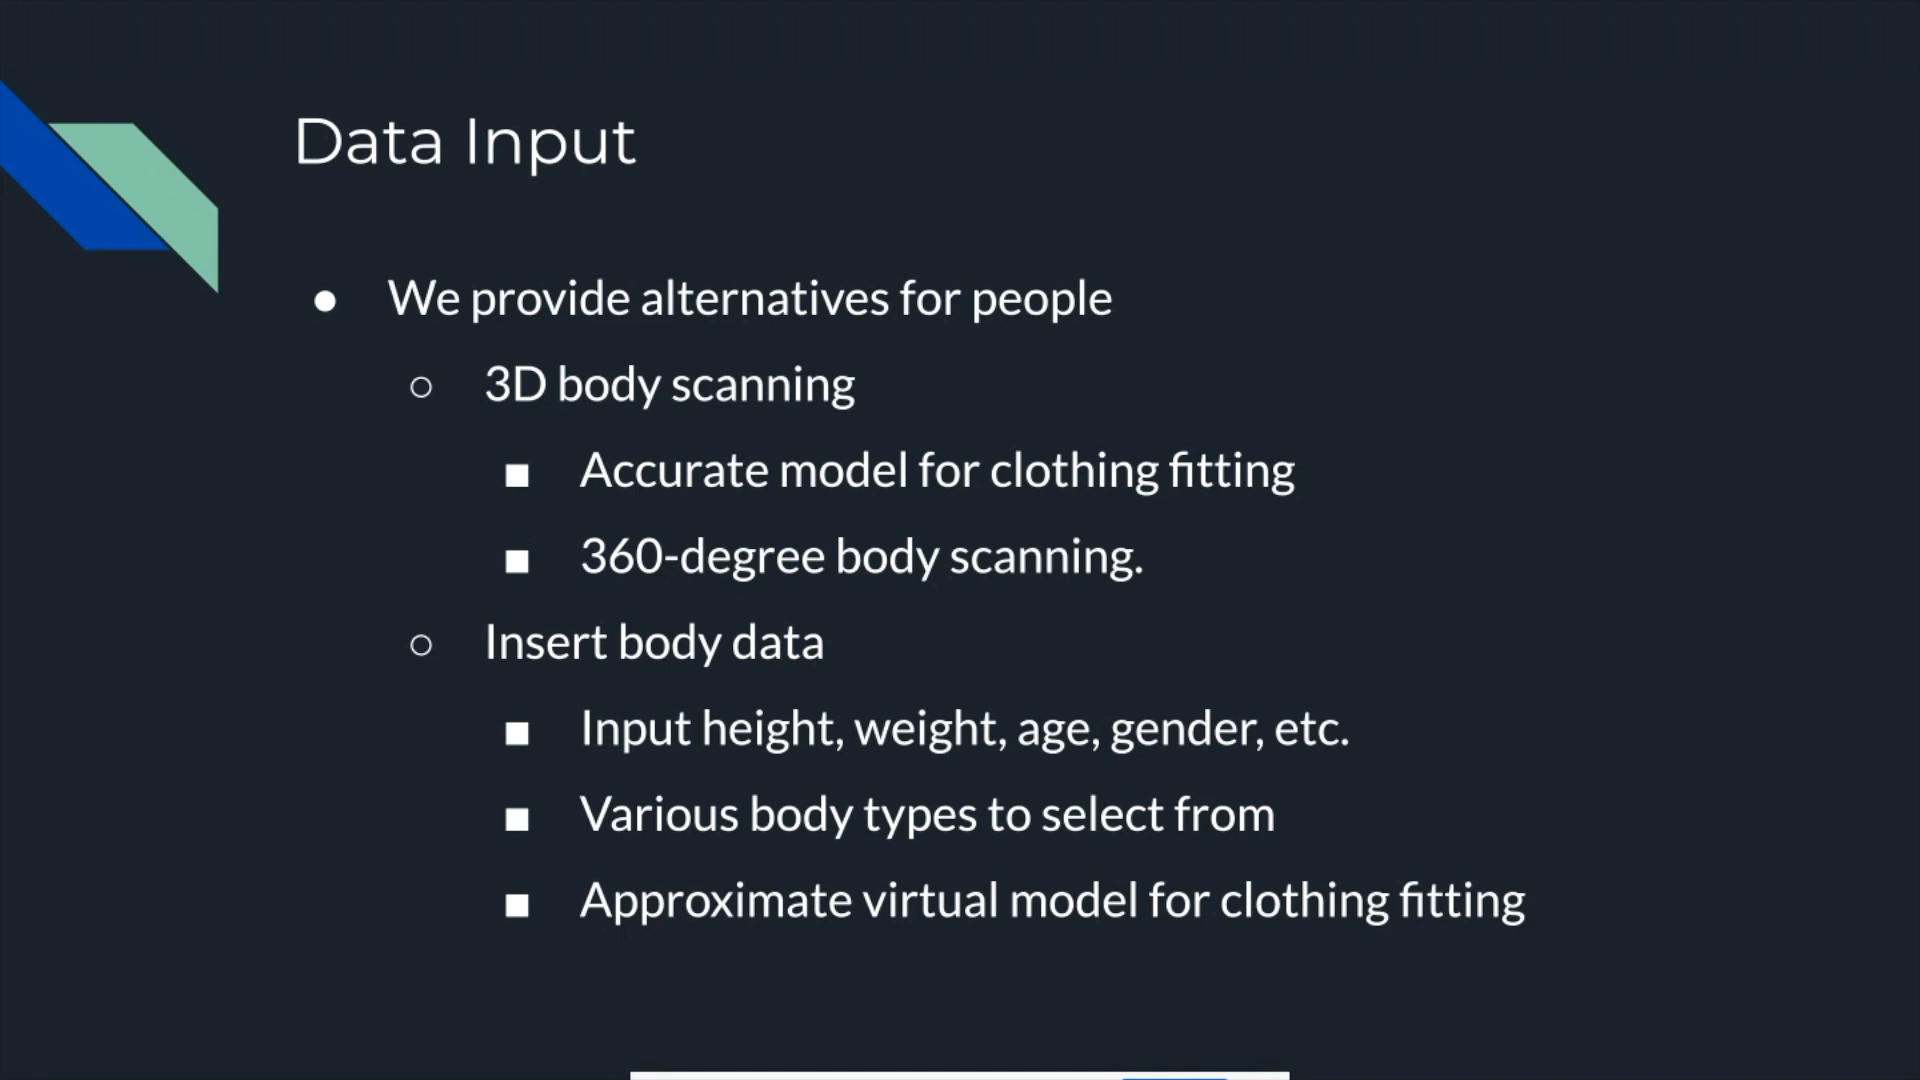 Data Input
● We provide alternatives for people
○ 3D body scanning
■ Accurate model for clothing fitting
■ 360-degree body scanning.
○ Insert body data
■ Input height, weight, age, gender, etc.
■ Various body types to select from
■ Approximate virtual model for clothing fitting